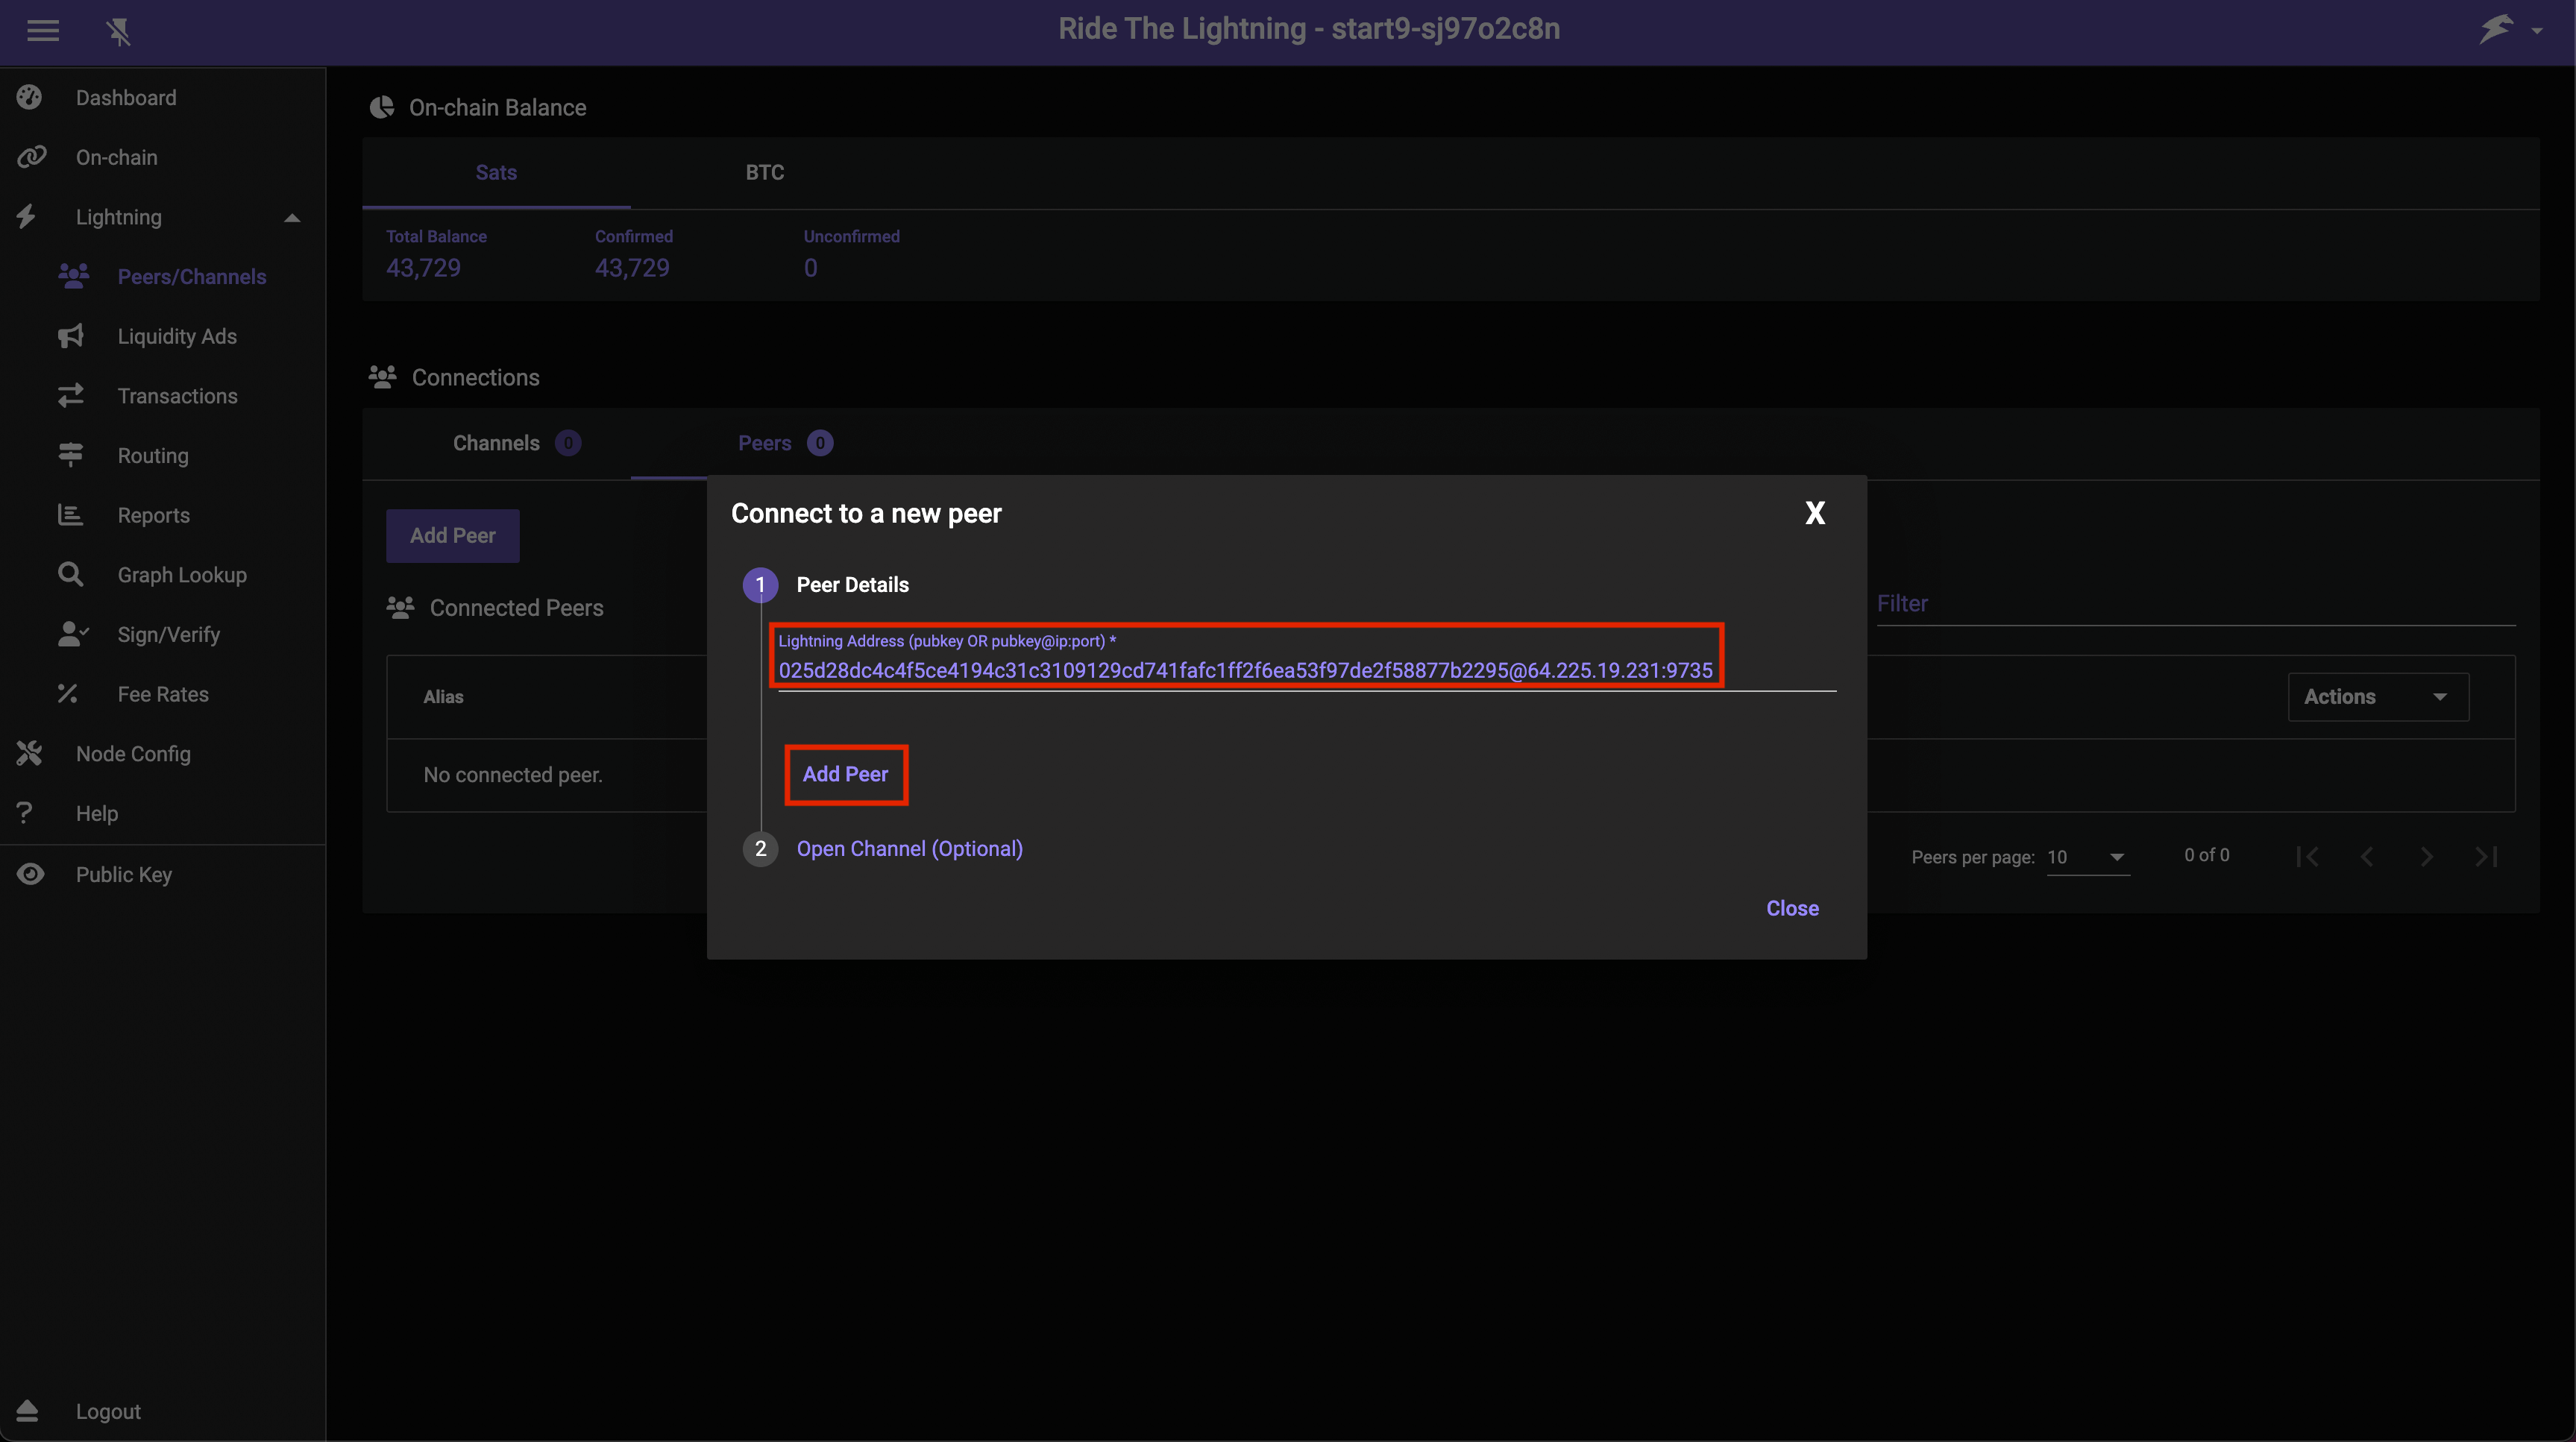 Ride The Lightning - start9-sj97o2c8n
Dashboard
On-chain
Lightning
Peers/Channels
Liquidity Ads
Transactions
Routing
Reports
Graph Lookup
Sign/Verify
Fee Rates
Node Config
Help
Public Key
Logout
On-chain Balance
Sats BTC
Total Balance Confirmed Unconfirmed
43,729 43,729 0
Connections
Channels 0 Peers 0
Add Peer
Connected Peers
Filter
Alias
Actions
No connected peer.
Peers per page: 10 0 of 0
Connect to a new peer X
1 Peer Details
Lightning Address (pubkey OR pubkey@ip:port) *
025d28dc4c4f5ce4194c31c3109129cd741fafc1ff2f6ea53f97de2f58877b2295@64.225.19.231:9735
Add Peer
2 Open Channel (Optional)
Close